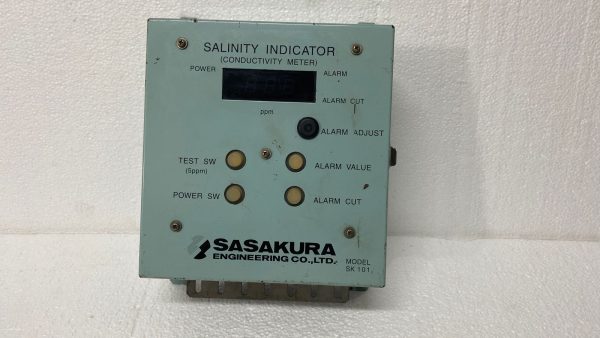 SALINITY INDICATOR
(CONDUCTIVITY METER)
POWER
ALARM
ALARM CUT
ppm
ALARM ADJUST
TEST SW
(5ppm)
ALARM VALUE
POWER SW
ALARM CUT
SASAKURA
ENGINEERING CO.,LTD.
MODEL
SK 101